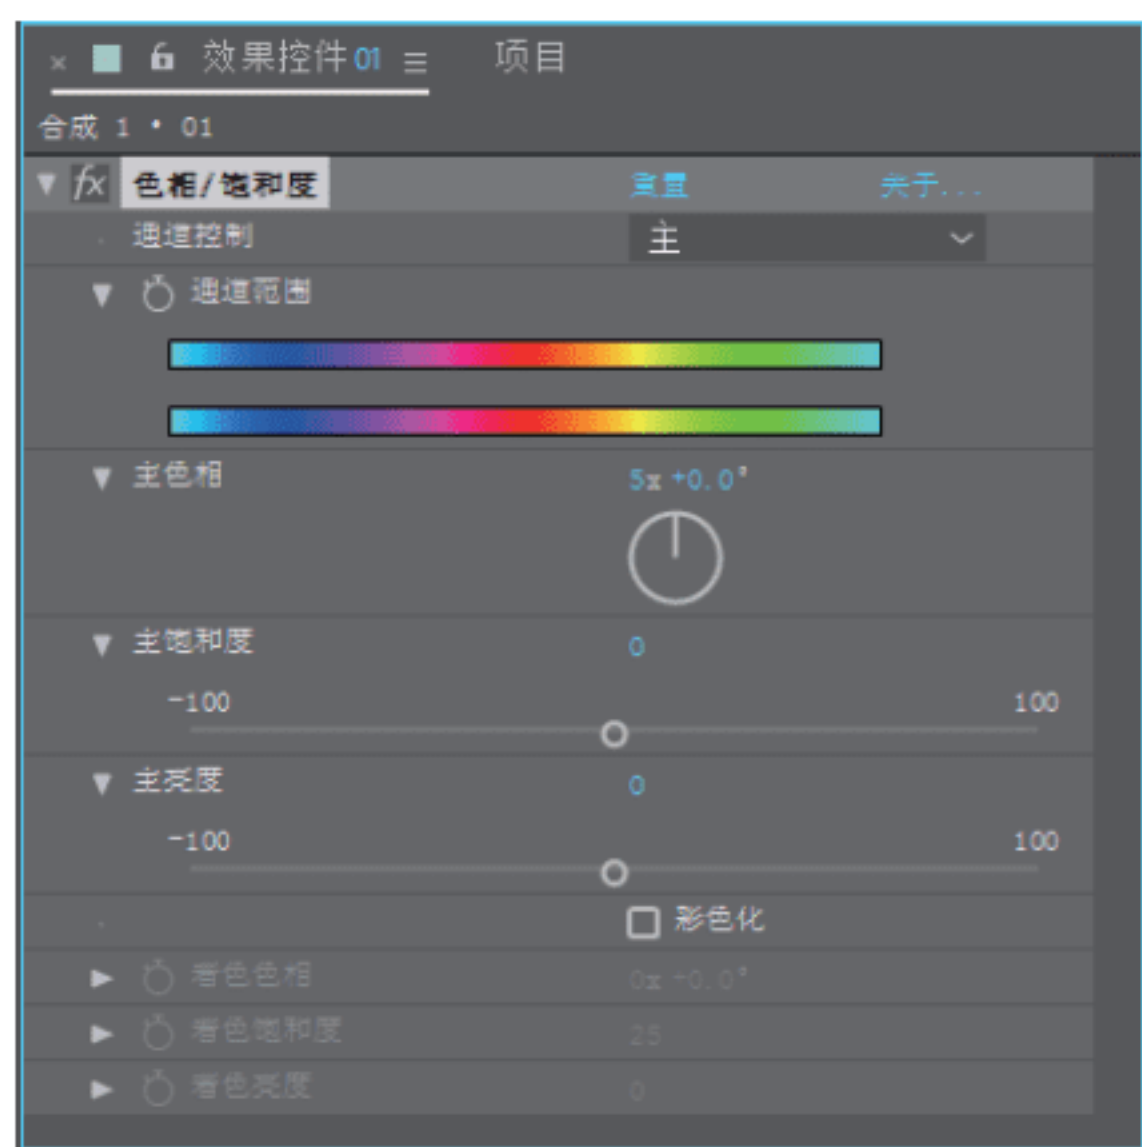 × 效果控件 01 ≡ 项目
合成 1 • 01
fx 色相/饱和度 重置 关于...
通道控制 主
通道范围
主色相 5x +0.0°
主饱和度 0
-100 100
主亮度 0
-100 100
彩色化
着色色相 0x +0.0°
着色饱和度 25
着色亮度 0